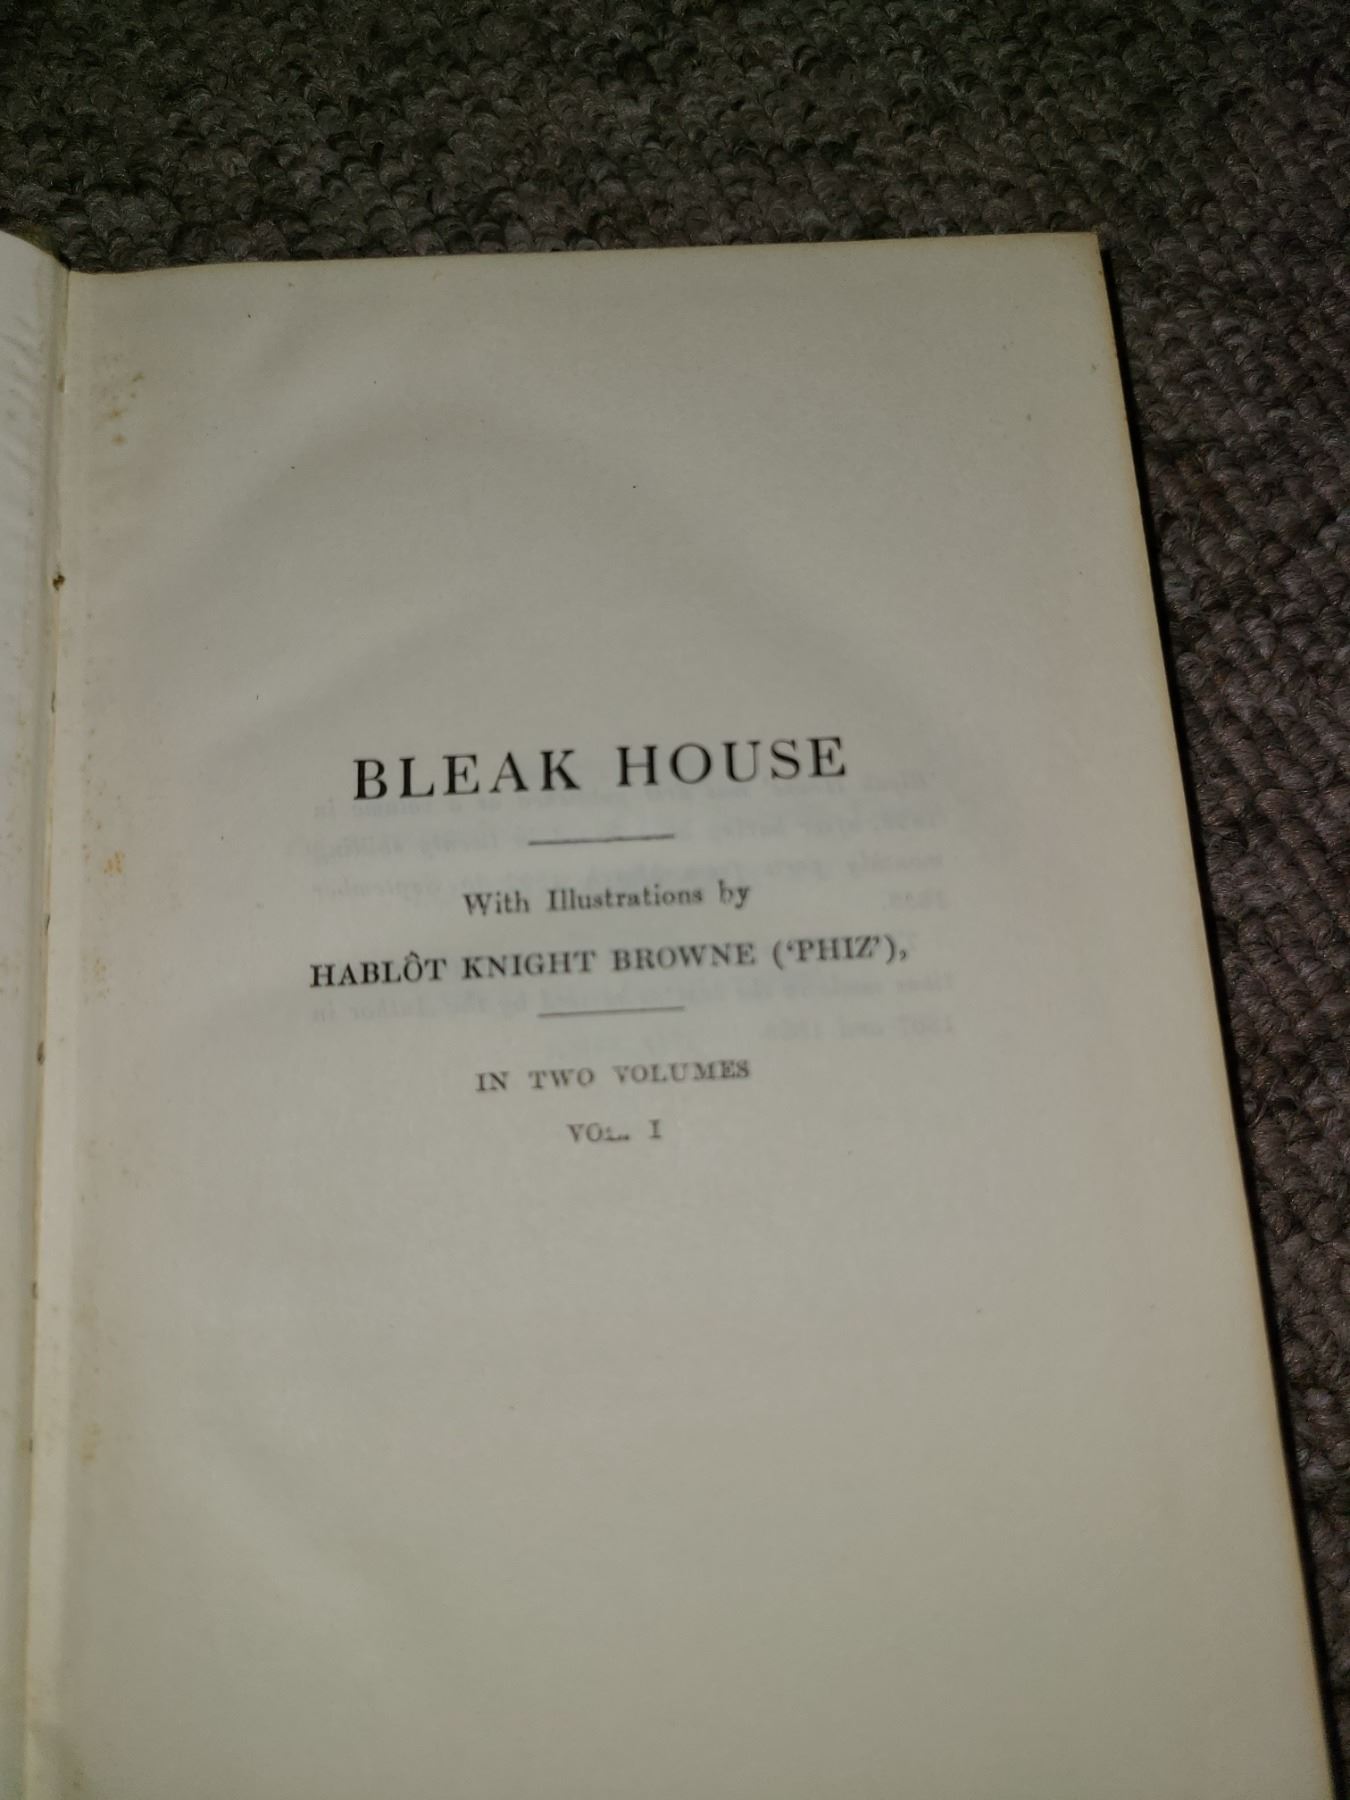 BLEAK HOUSE
With Illustrations by
HABLÔT KNIGHT BROWNE (‘PHIZ’),
IN TWO VOLUMES
VOL. I